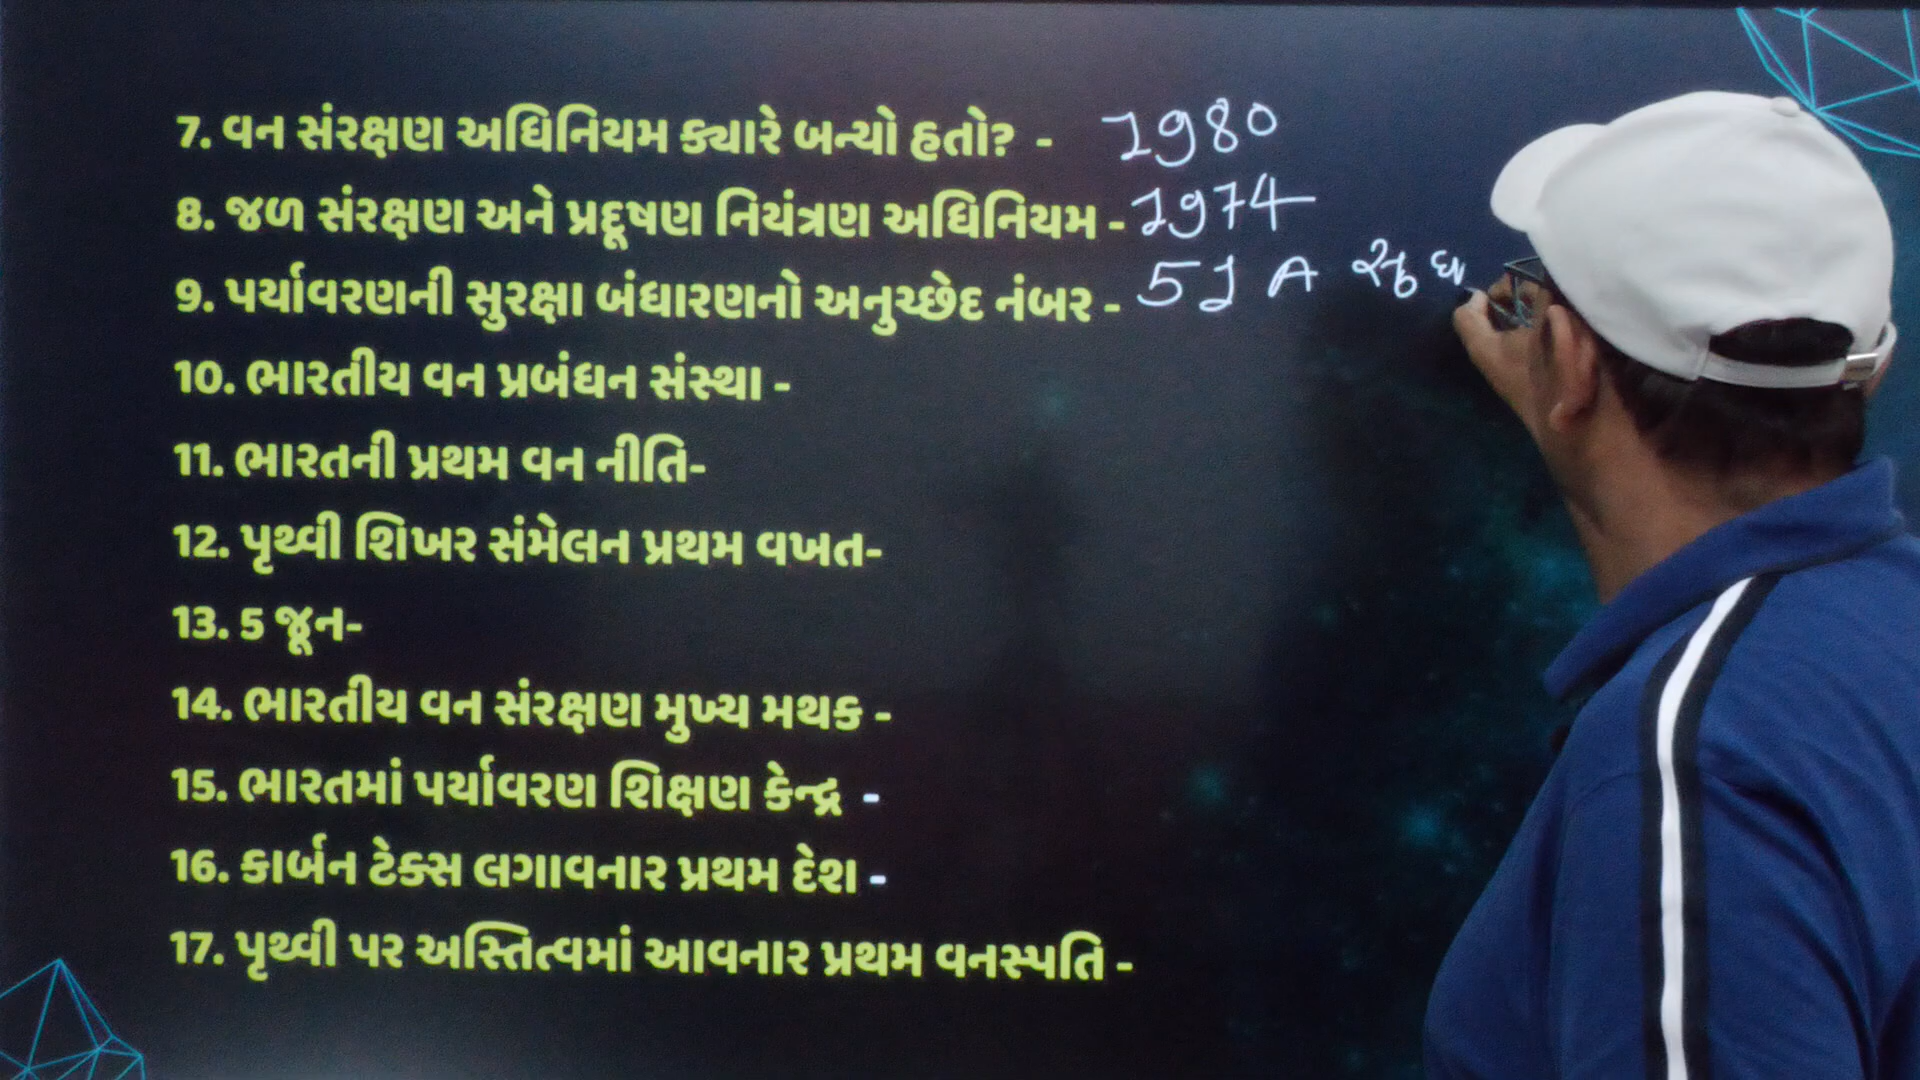 7. વન સંરક્ષણ અધિનિયમ ક્યારે બન્યો હતો? - 1980
8. જળ સંરક્ષણ અને પ્રદૂષણ નિયંત્રણ અધિનિયમ - 1974
9. પર્યાવરણની સુરક્ષા બંધારણનો અનુચ્છેદ નંબર - 51 A
10. ભારતીય વન પ્રબંધન સંસ્થા -
11. ભારતની પ્રથમ વન નીતિ-
12. પૃથ્વી શિખર સંમેલન પ્રથમ વખત-
13. 5 જૂન-
14. ભારતીય વન સંરક્ષણ મુખ્ય મથક -
15. ભારતમાં પર્યાવરણ શિક્ષણ કેન્દ્ર -
16. કાર્બન ટેક્સ લગાવનાર પ્રથમ દેશ -
17. પૃથ્વી પર અસ્તિત્વમાં આવનાર પ્રથમ વનસ્પતિ -